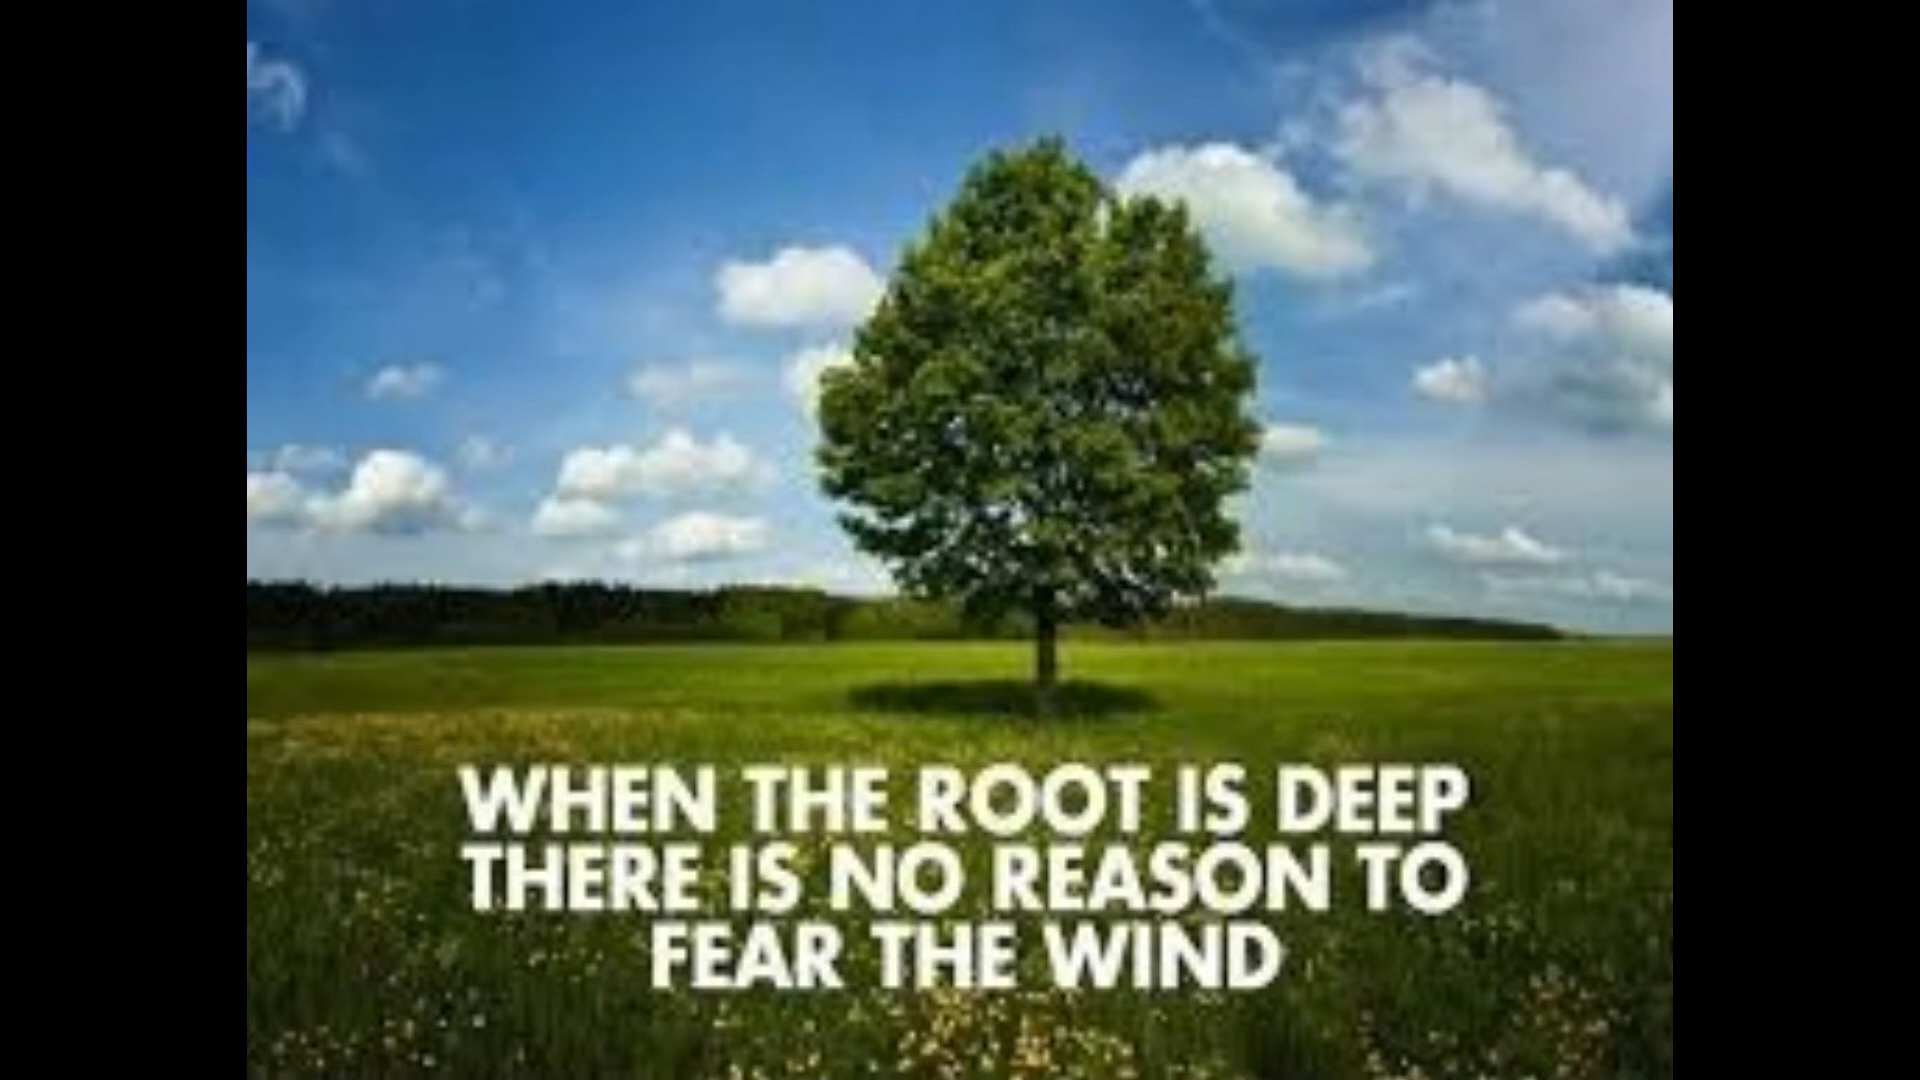 WHEN THE ROOT IS DEEP
THERE IS NO REASON TO
FEAR THE WIND